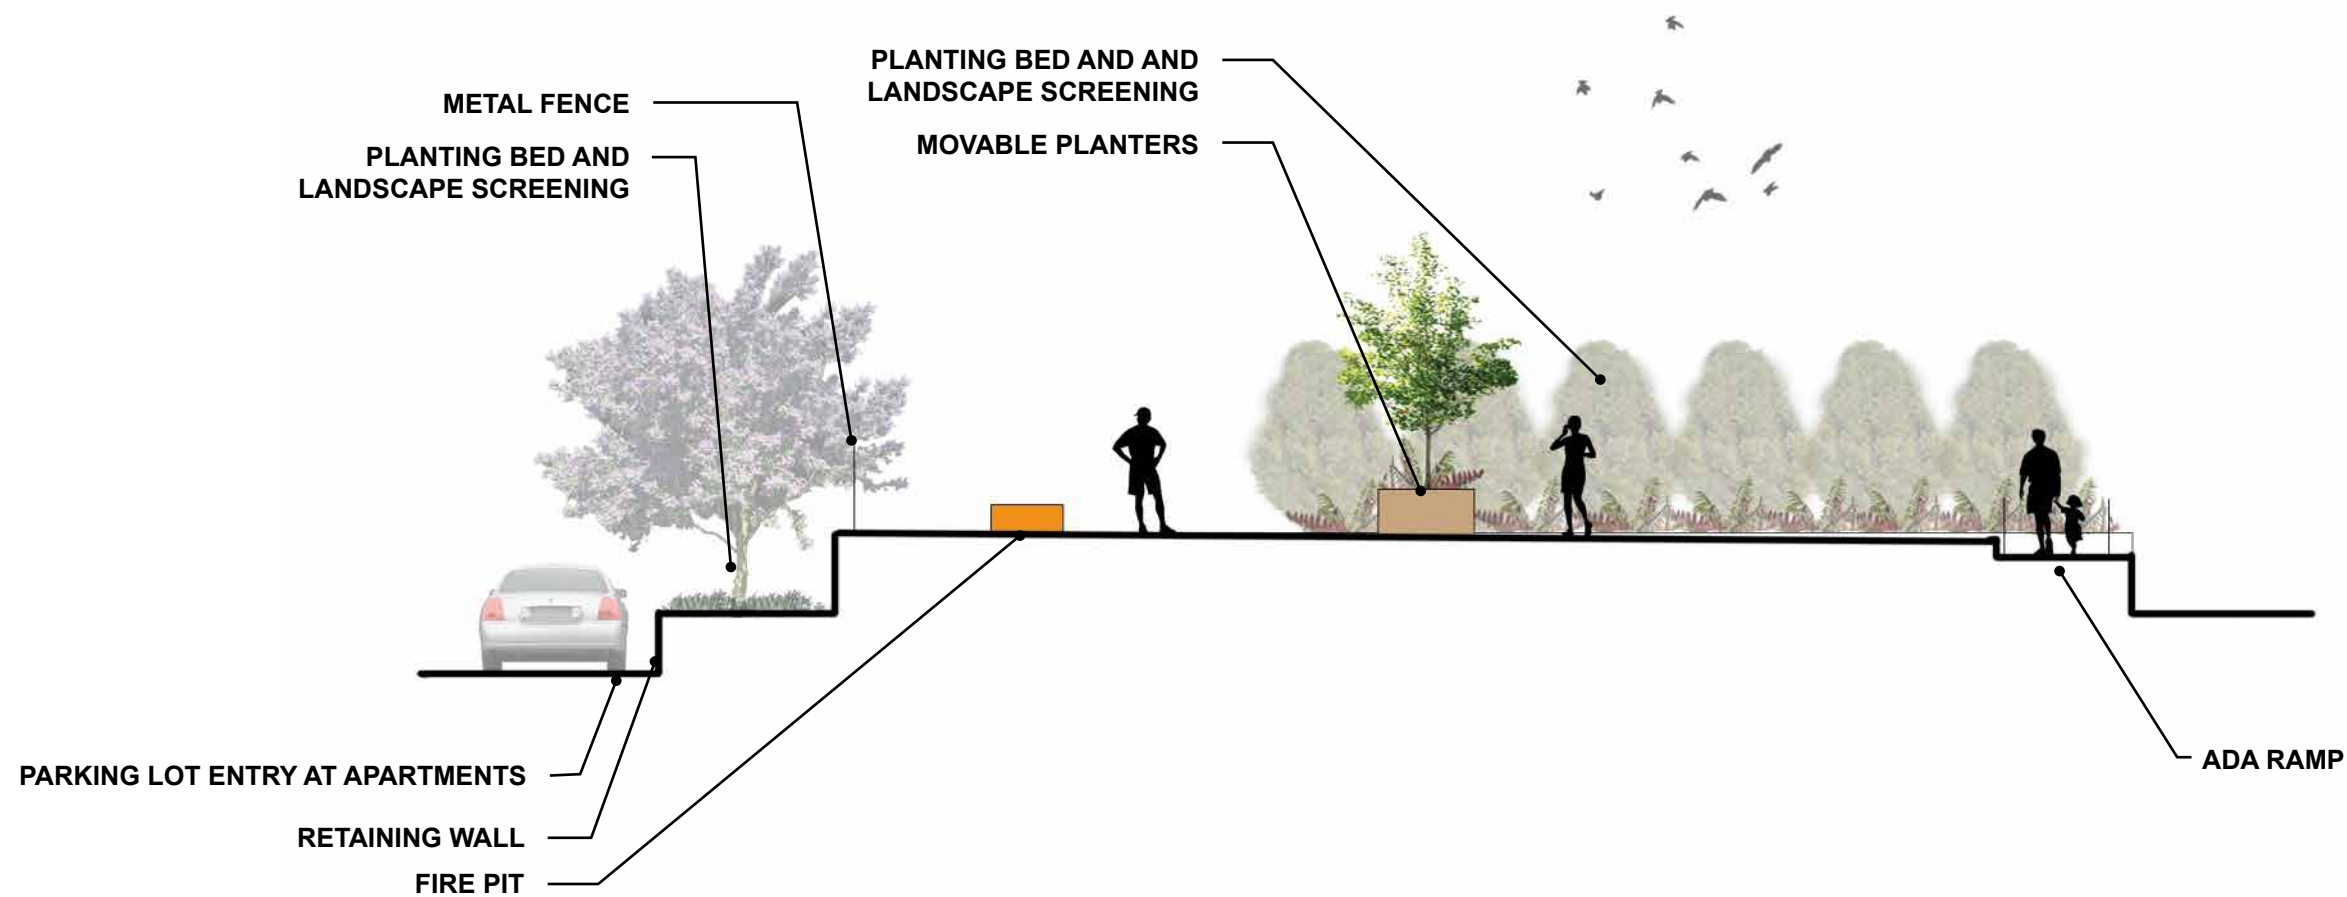 PLANTING BED AND AND
LANDSCAPE SCREENING
METAL FENCE
MOVABLE PLANTERS
PLANTING BED AND
LANDSCAPE SCREENING
PARKING LOT ENTRY AT APARTMENTS
ADA RAMP
RETAINING WALL
FIRE PIT